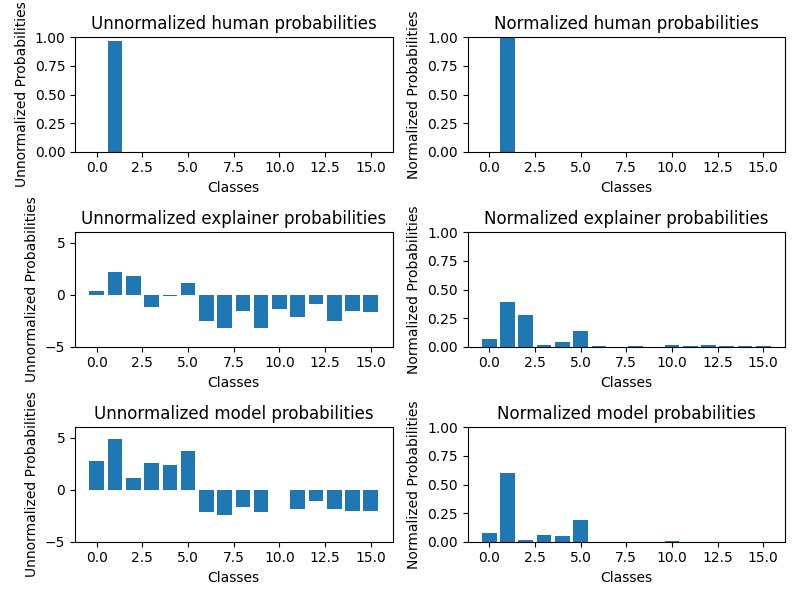 Unnormalized human probabilities
Unnormalized Probabilities
1.00
0.75
0.50
0.25
0.00
0.0 2.5 5.0 7.5 10.0 12.5 15.0
Classes
Normalized human probabilities
Normalized Probabilities
1.00
0.75
0.50
0.25
0.00
0.0 2.5 5.0 7.5 10.0 12.5 15.0
Classes
Unnormalized explainer probabilities
Unnormalized Probabilities
5
0
−5
0.0 2.5 5.0 7.5 10.0 12.5 15.0
Classes
Normalized explainer probabilities
Normalized Probabilities
1.00
0.75
0.50
0.25
0.00
0.0 2.5 5.0 7.5 10.0 12.5 15.0
Classes
Unnormalized model probabilities
Unnormalized Probabilities
5
0
−5
0.0 2.5 5.0 7.5 10.0 12.5 15.0
Classes
Normalized model probabilities
Normalized Probabilities
1.00
0.75
0.50
0.25
0.00
0.0 2.5 5.0 7.5 10.0 12.5 15.0
Classes